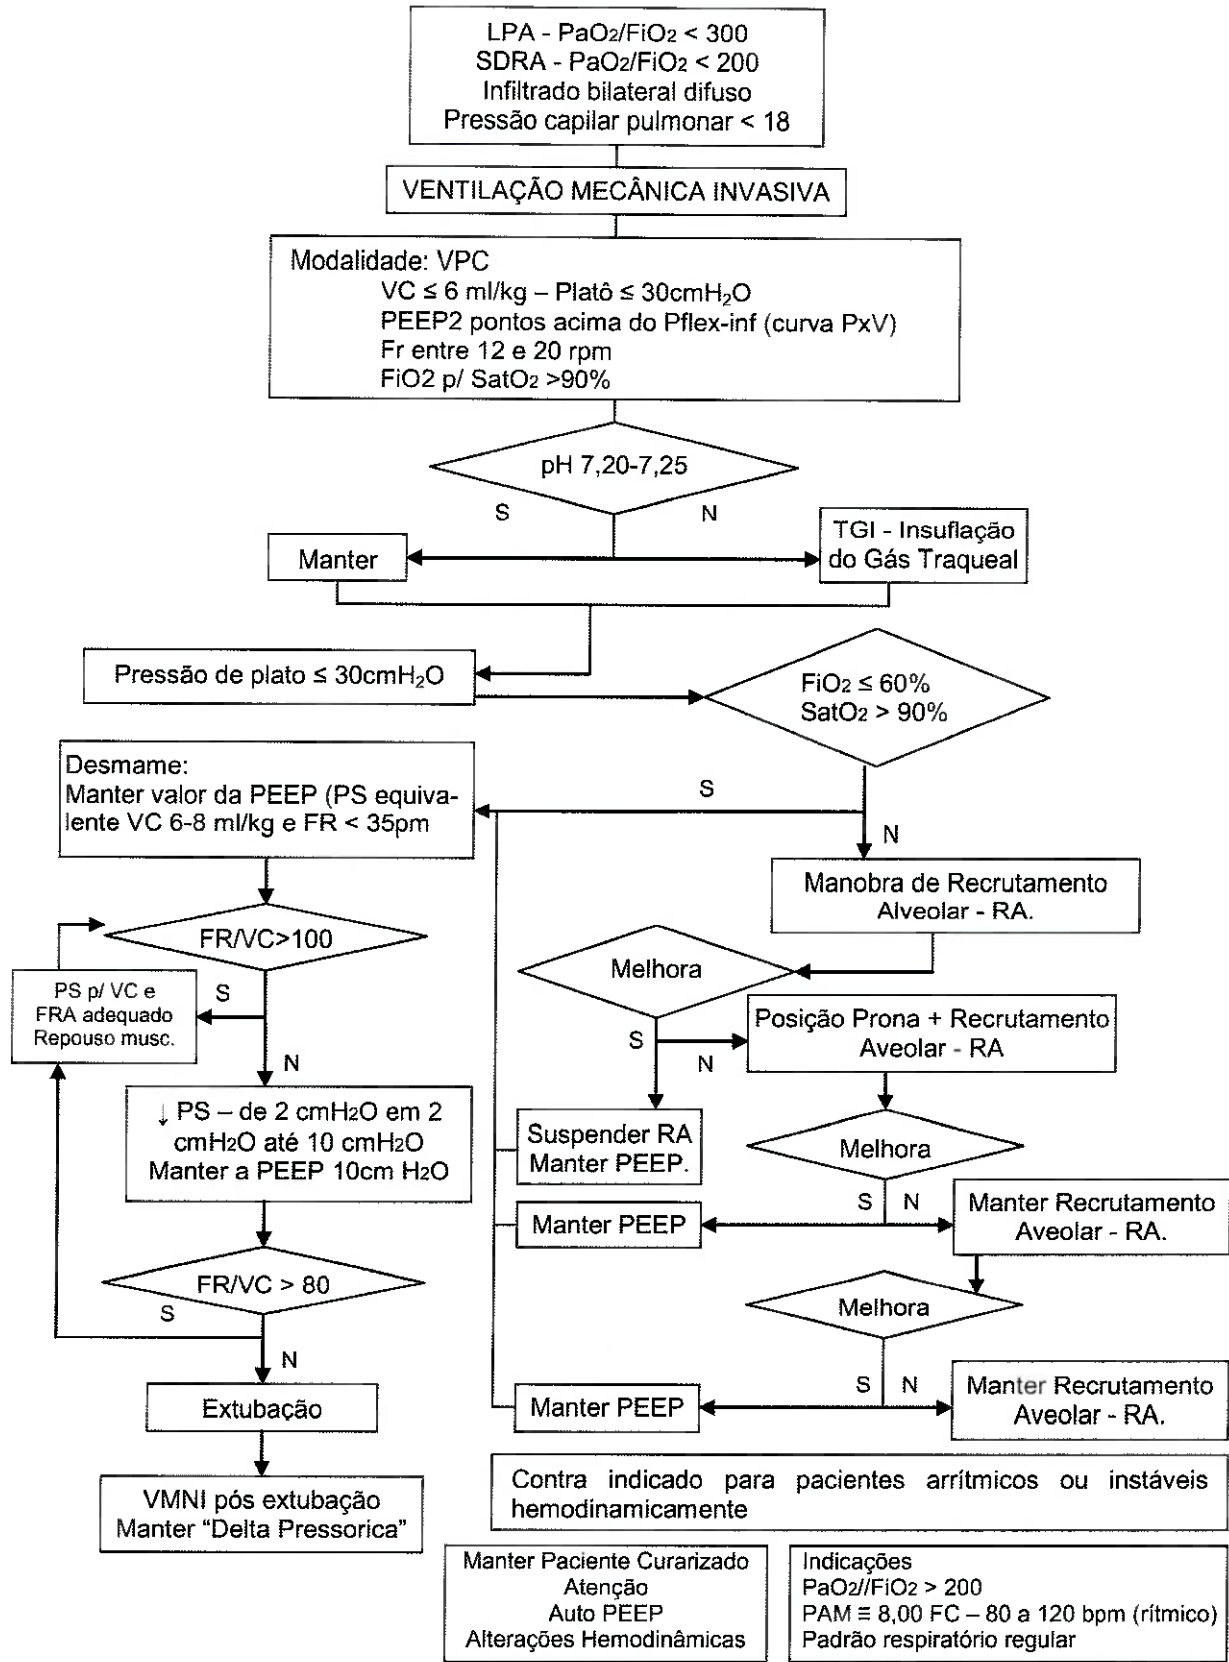 LPA - PaO2/FiO2 < 300
SDRA - PaO2/FiO2 < 200
Infiltrado bilateral difuso
Pressão capilar pulmonar < 18
VENTILAÇÃO MECÂNICA INVASIVA
Modalidade: VPC
VC ≤ 6 ml/kg – Platô ≤ 30cmH2O
PEEP2 pontos acima do Pflex-inf (curva PxV)
Fr entre 12 e 20 rpm
FiO2 p/ SatO2 >90%
pH 7,20-7,25
S
N
Manter
TGI - Insuflação
do Gás Traqueal
Pressão de plato ≤ 30cmH2O
FiO2 ≤ 60%
SatO2 > 90%
S
N
Desmame:
Manter valor da PEEP (PS equiva-
lente VC 6-8 ml/kg e FR < 35pm
Manobra de Recrutamento
Alveolar - RA.
FR/VC>100
S
N
PS p/ VC e
FRA adequado
Repouso musc.
Melhora
S
N
Posição Prona + Recrutamento
Aveolar - RA
↓ PS – de 2 cmH2O em 2
cmH2O até 10 cmH2O
Manter a PEEP 10cm H2O
Suspender RA
Manter PEEP.
Melhora
S
N
Manter PEEP
Manter Recrutamento
Aveolar - RA.
FR/VC > 80
S
N
Melhora
S
N
Extubação
Manter PEEP
Manter Recrutamento
Aveolar - RA.
VMNI pós extubação
Manter “Delta Pressorica”
Contra indicado para pacientes arrítmicos ou instáveis
hemodinamicamente
Manter Paciente Curarizado
Atenção
Auto PEEP
Alterações Hemodinâmicas
Indicações
PaO2//FiO2 > 200
PAM ≡ 8,00 FC – 80 a 120 bpm (rítmico)
Padrão respiratório regular